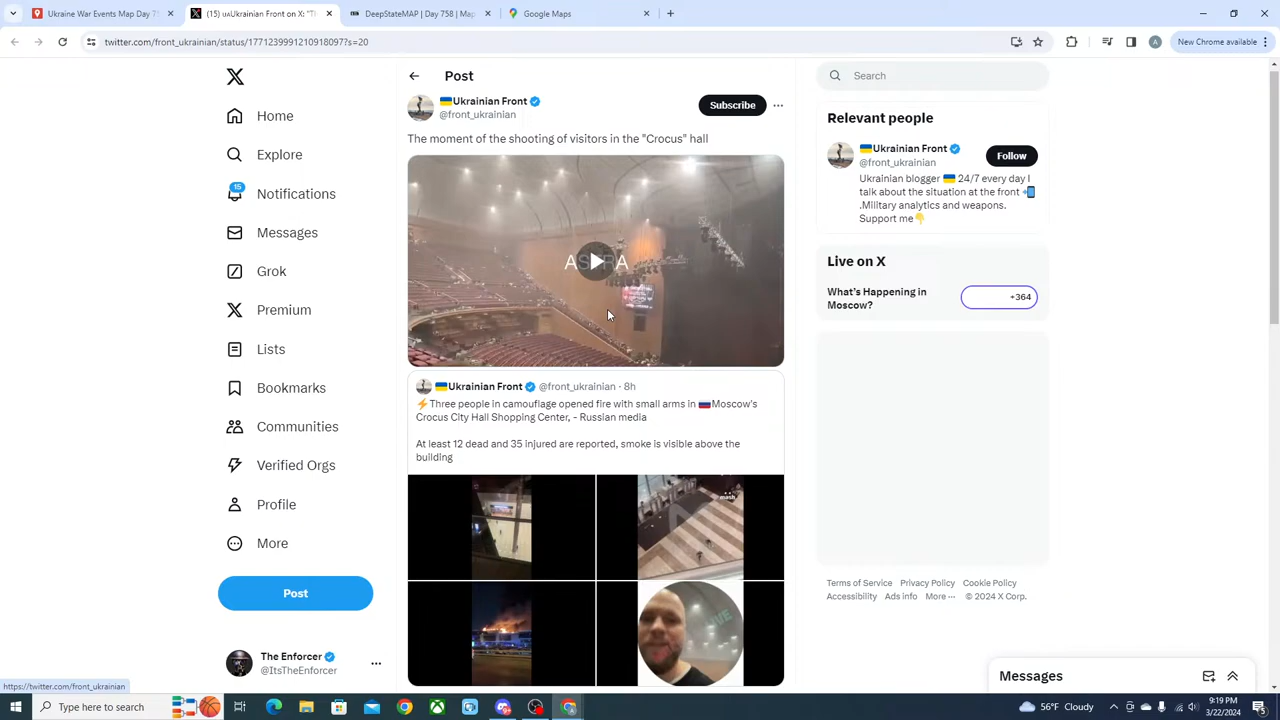 Ukraine War Events Map Day 7
(15) 🇺🇦Ukrainian Front on X: "T
DeepStateMAP | Day 758 | Map
Google Maps
twitter.com/front_ukrainian/status/1771239991210918097?s=20
New Chrome available
Home
Explore
15
Notifications
Messages
Grok
Premium
Lists
Bookmarks
Communities
Verified Orgs
Profile
More
Post
The Enforcer
@ItsTheEnforcer
Post
🇺🇦Ukrainian Front
@front_ukrainian
Subscribe
The moment of the shooting of visitors in the "Crocus" hall
🇺🇦Ukrainian Front @front_ukrainian · 8h
⚡Three people in camouflage opened fire with small arms in 🇷🇺Moscow's
Crocus City Hall Shopping Center, - Russian media
At least 12 dead and 35 injured are reported, smoke is visible above the
building
mash
Search
Relevant people
🇺🇦Ukrainian Front
@front_ukrainian
Follow
Ukrainian blogger 🇺🇦 24/7 every day I
talk about the situation at the front 📲
.Military analytics and weapons.
Support me👇
Live on X
What's Happening in
Moscow?
+364
Terms of Service Privacy Policy Cookie Policy
Accessibility Ads info More ··· © 2024 X Corp.
Messages
https://twitter.com/front_ukrainian
Type here to search
56°F Cloudy
9:19 PM
3/22/2024